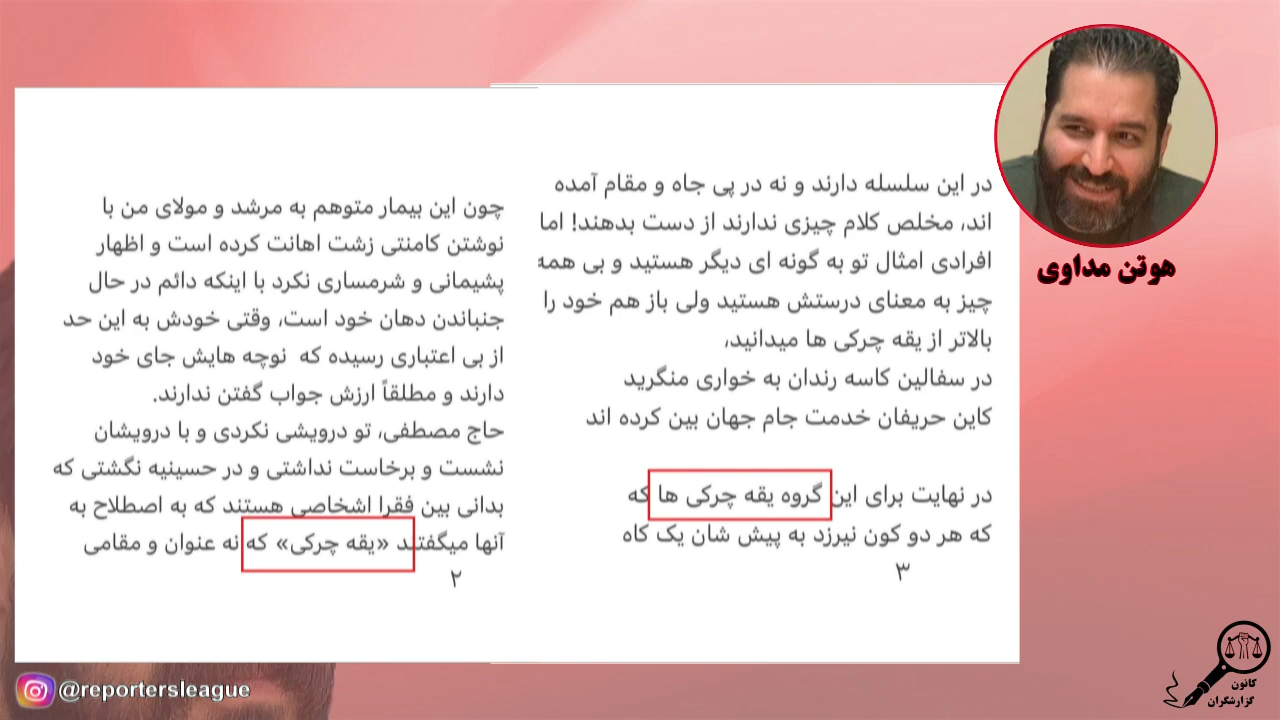 چون این بیمار متوهم به مرشد و مولای من با
نوشتن کامنتی زشت اهانت کرده است و اظهار
پشیمانی و شرمساری نکرد با اینکه دائم در حال
جنباندن دهان خود است، وقتی خودش به این حد
از بی اعتباری رسیده که نوچه هایش جای خود
دارند و مطلقاً ارزش جواب گفتن ندارند.
حاج مصطفی، تو درویشی نکردی و با درویشان
نشست و برخاست نداشتی و در حسینیه نگشتی که
بدانی بین فقرا اشخاصی هستند که به اصطلاح به
آنها میگفتند «یقه چرکی» که نه عنوان و مقامی
۲
در این سلسله دارند و نه در پی جاه و مقام آمده
اند، مخلص کلام چیزی ندارند از دست بدهند! اما
افرادی امثال تو به گونه ای دیگر هستید و بی همه
چیز به معنای درستش هستید ولی باز هم خود را
بالاتر از یقه چرکی ها میدانید،
در سفالین کاسه رندان به خواری منگرید
کاین حریفان خدمت جام جهان بین کرده اند
در نهایت برای این گروه یقه چرکی ها که
که هر دو کون نیرزد به پیش شان یک کاه
۳
هوتن مداوی
@reportersleague
کانون
گزارشگران